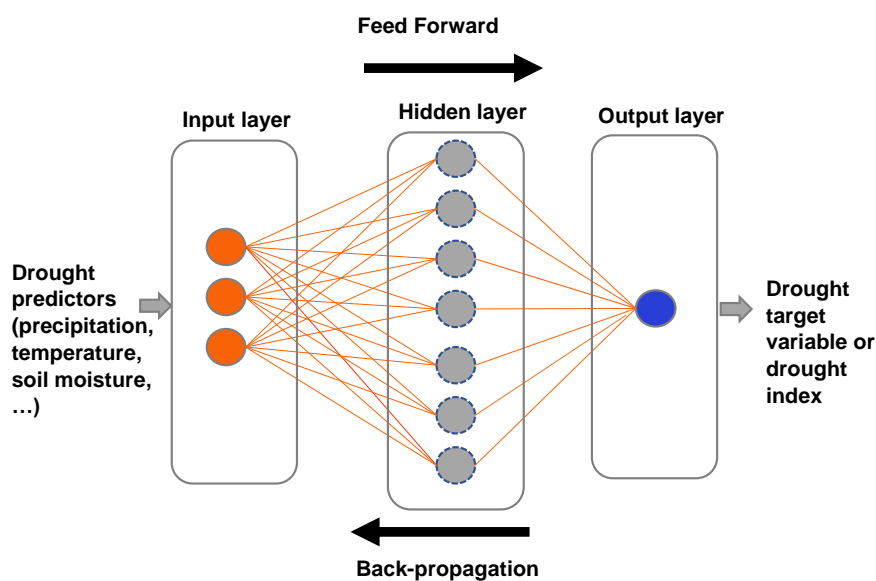 Feed Forward
Input layer
Hidden layer
Output layer
Drought
predictors
(precipitation,
temperature,
soil moisture,
…)
Drought
target
variable or
drought
index
Back-propagation